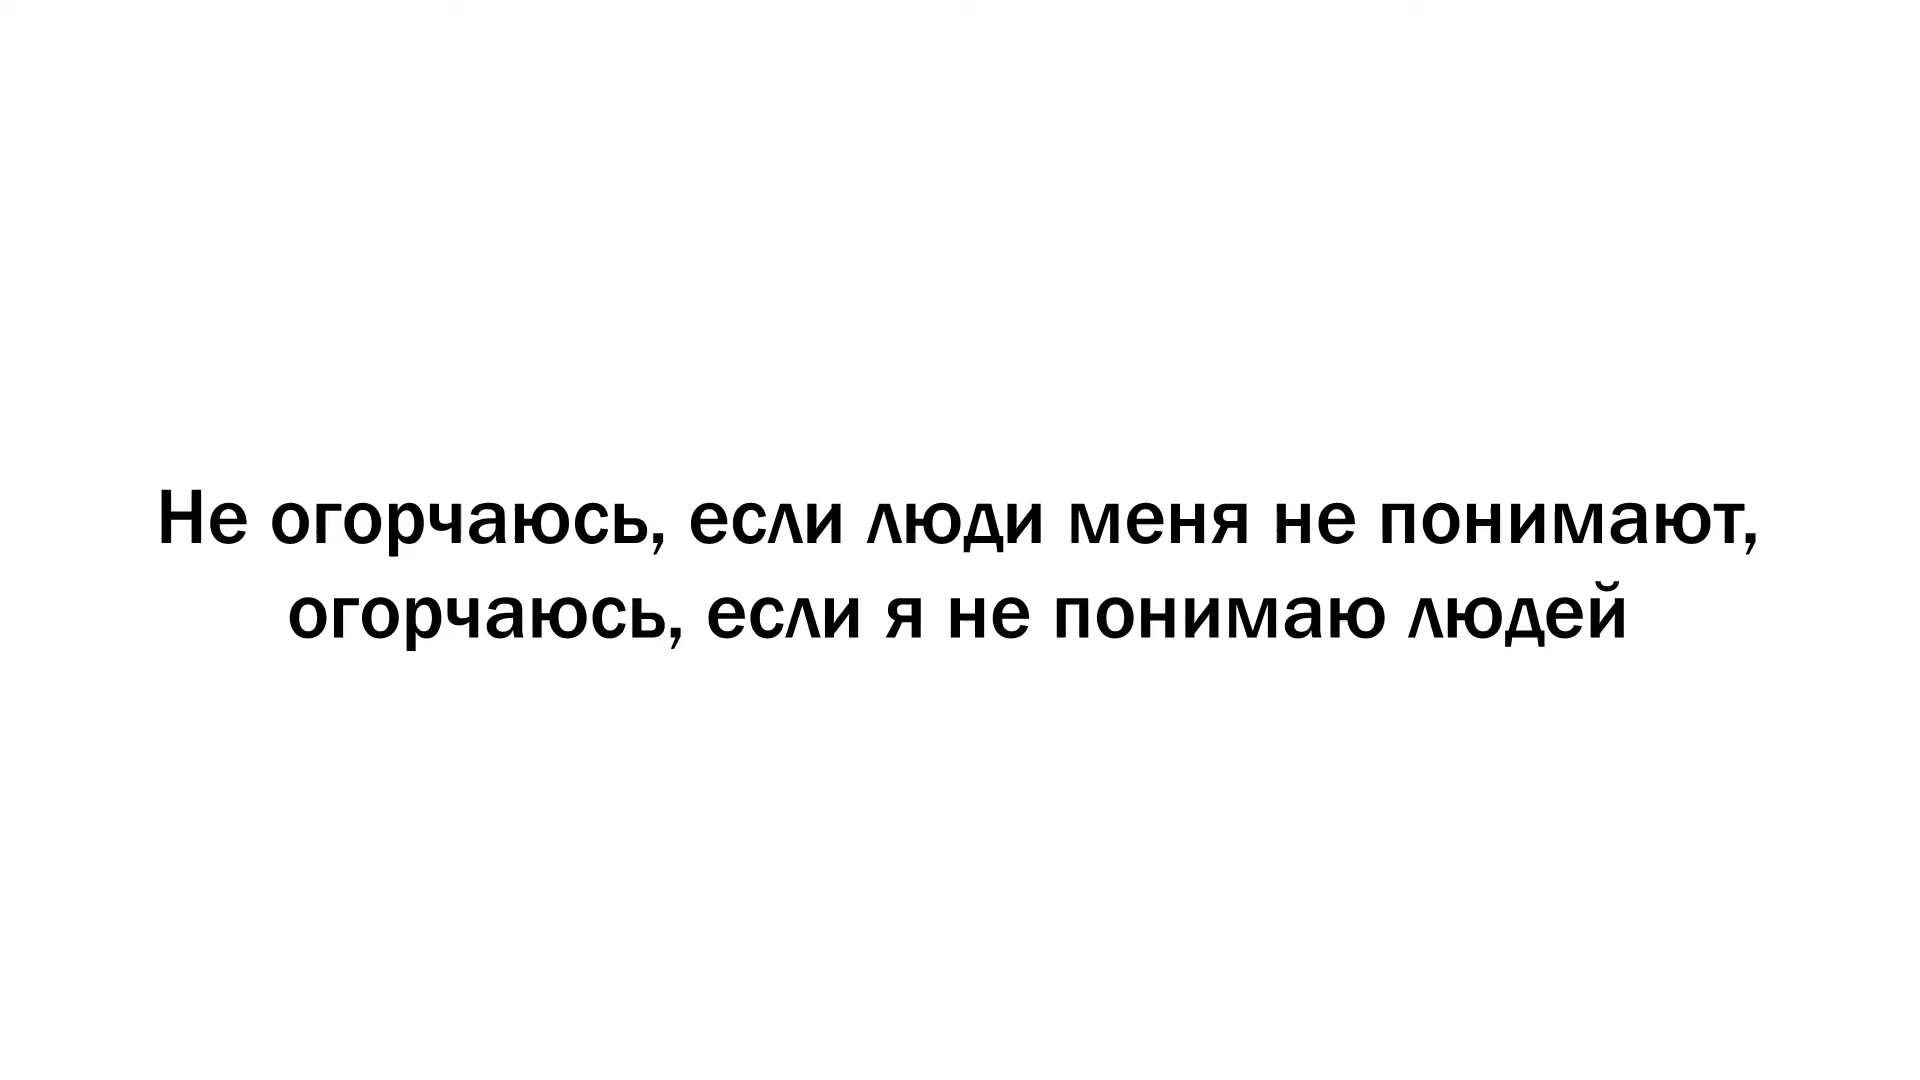 Не огорчаюсь, если люди меня не понимают,
огорчаюсь, если я не понимаю людей